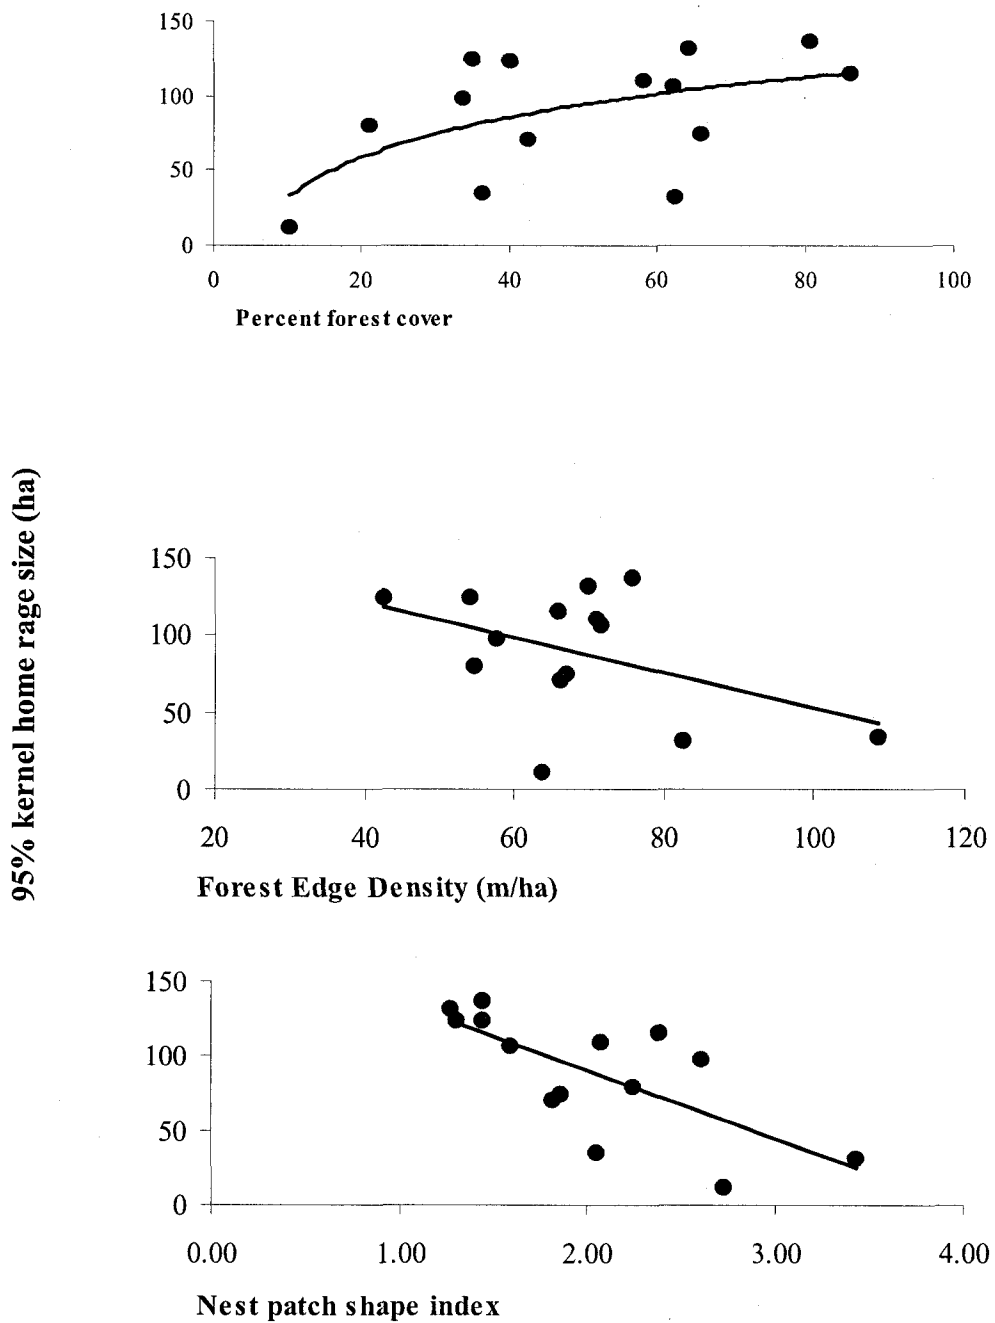 150
100
50
0
0 20 40 60 80 100
Percent forest cover
95% kernel home rage size (ha)
150
100
50
0
20 40 60 80 100 120
Forest Edge Density (m/ha)
150
100
50
0
0.00 1.00 2.00 3.00 4.00
Nest patch shape index